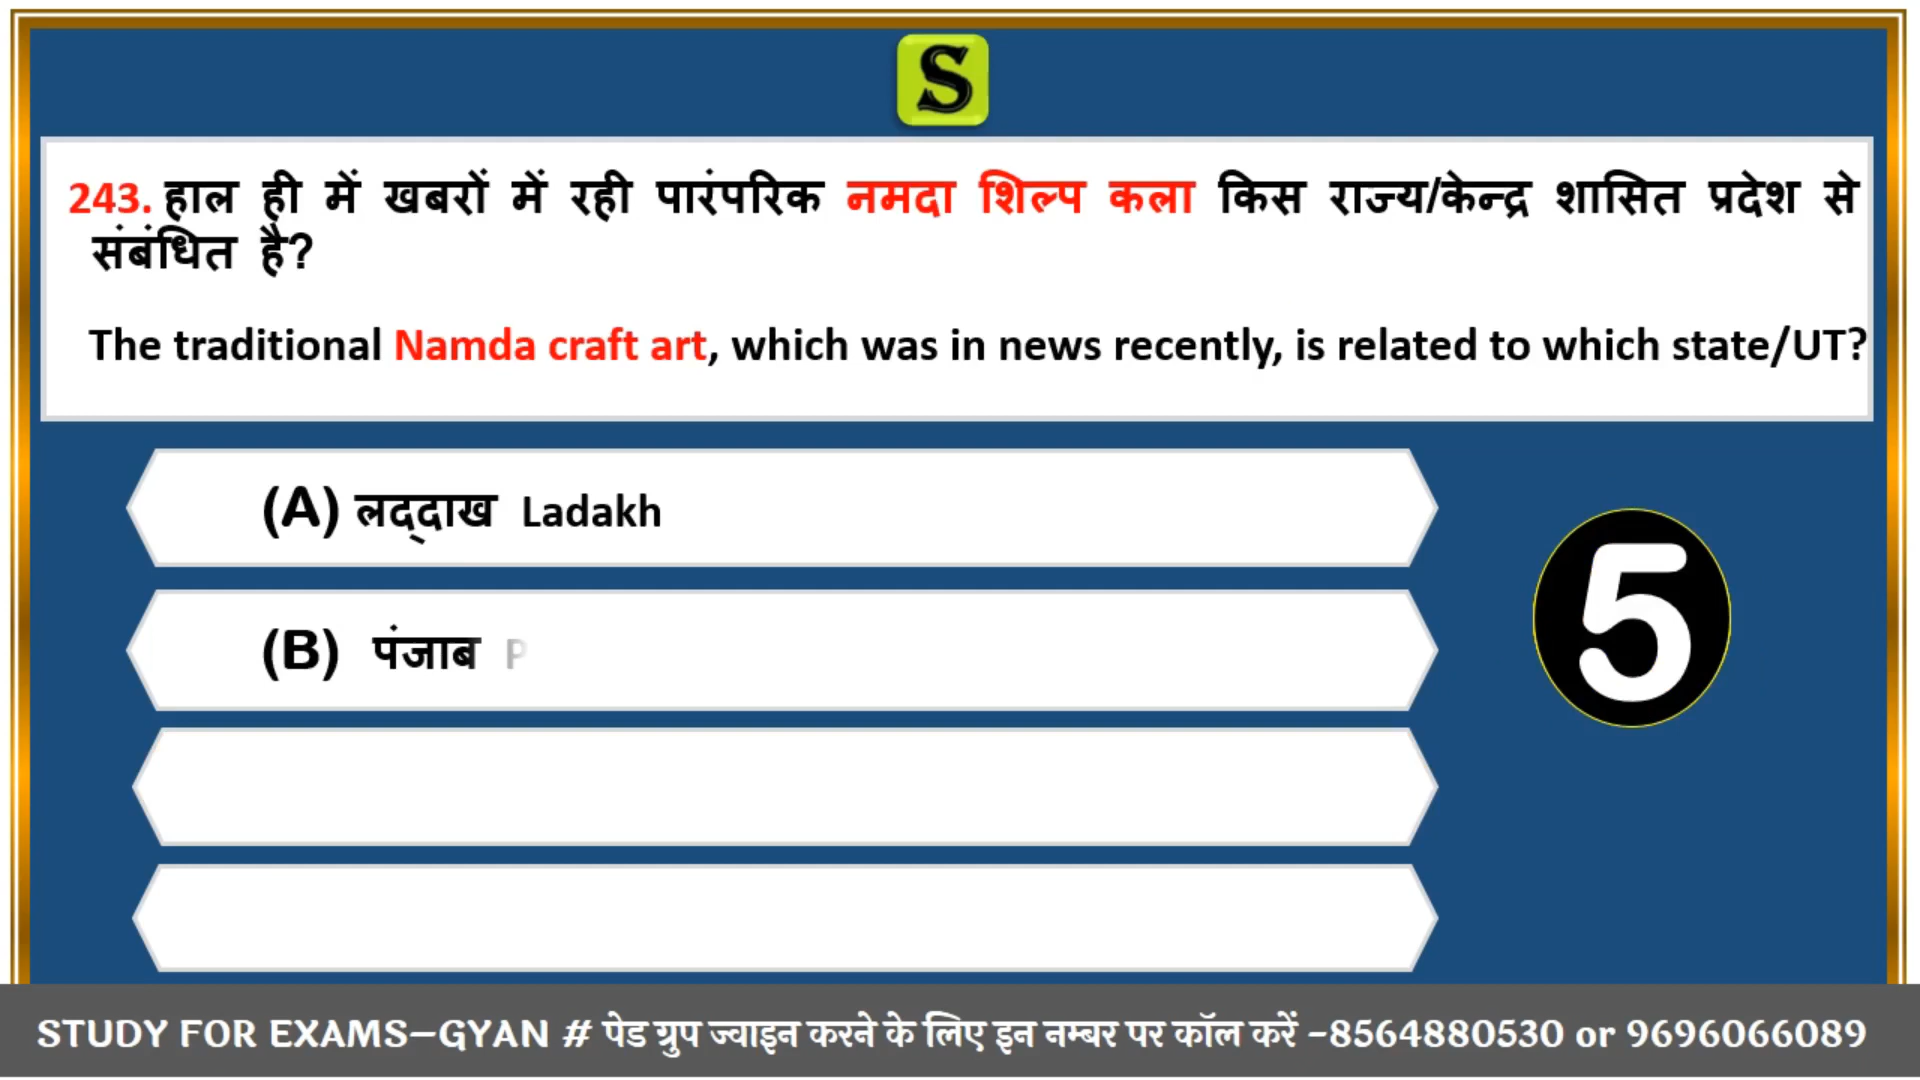 S
243. हाल ही में खबरों में रही पारंपरिक नमदा शिल्प कला किस राज्य/केन्द्र शासित प्रदेश से
संबंधित है?
The traditional Namda craft art, which was in news recently, is related to which state/UT?
(A) लद्दाख Ladakh
(B) पंजाब P
5
STUDY FOR EXAMS-GYAN # पेड ग्रुप ज्वाइन करने के लिए इन नम्बर पर कॉल करें -8564880530 or 9696066089